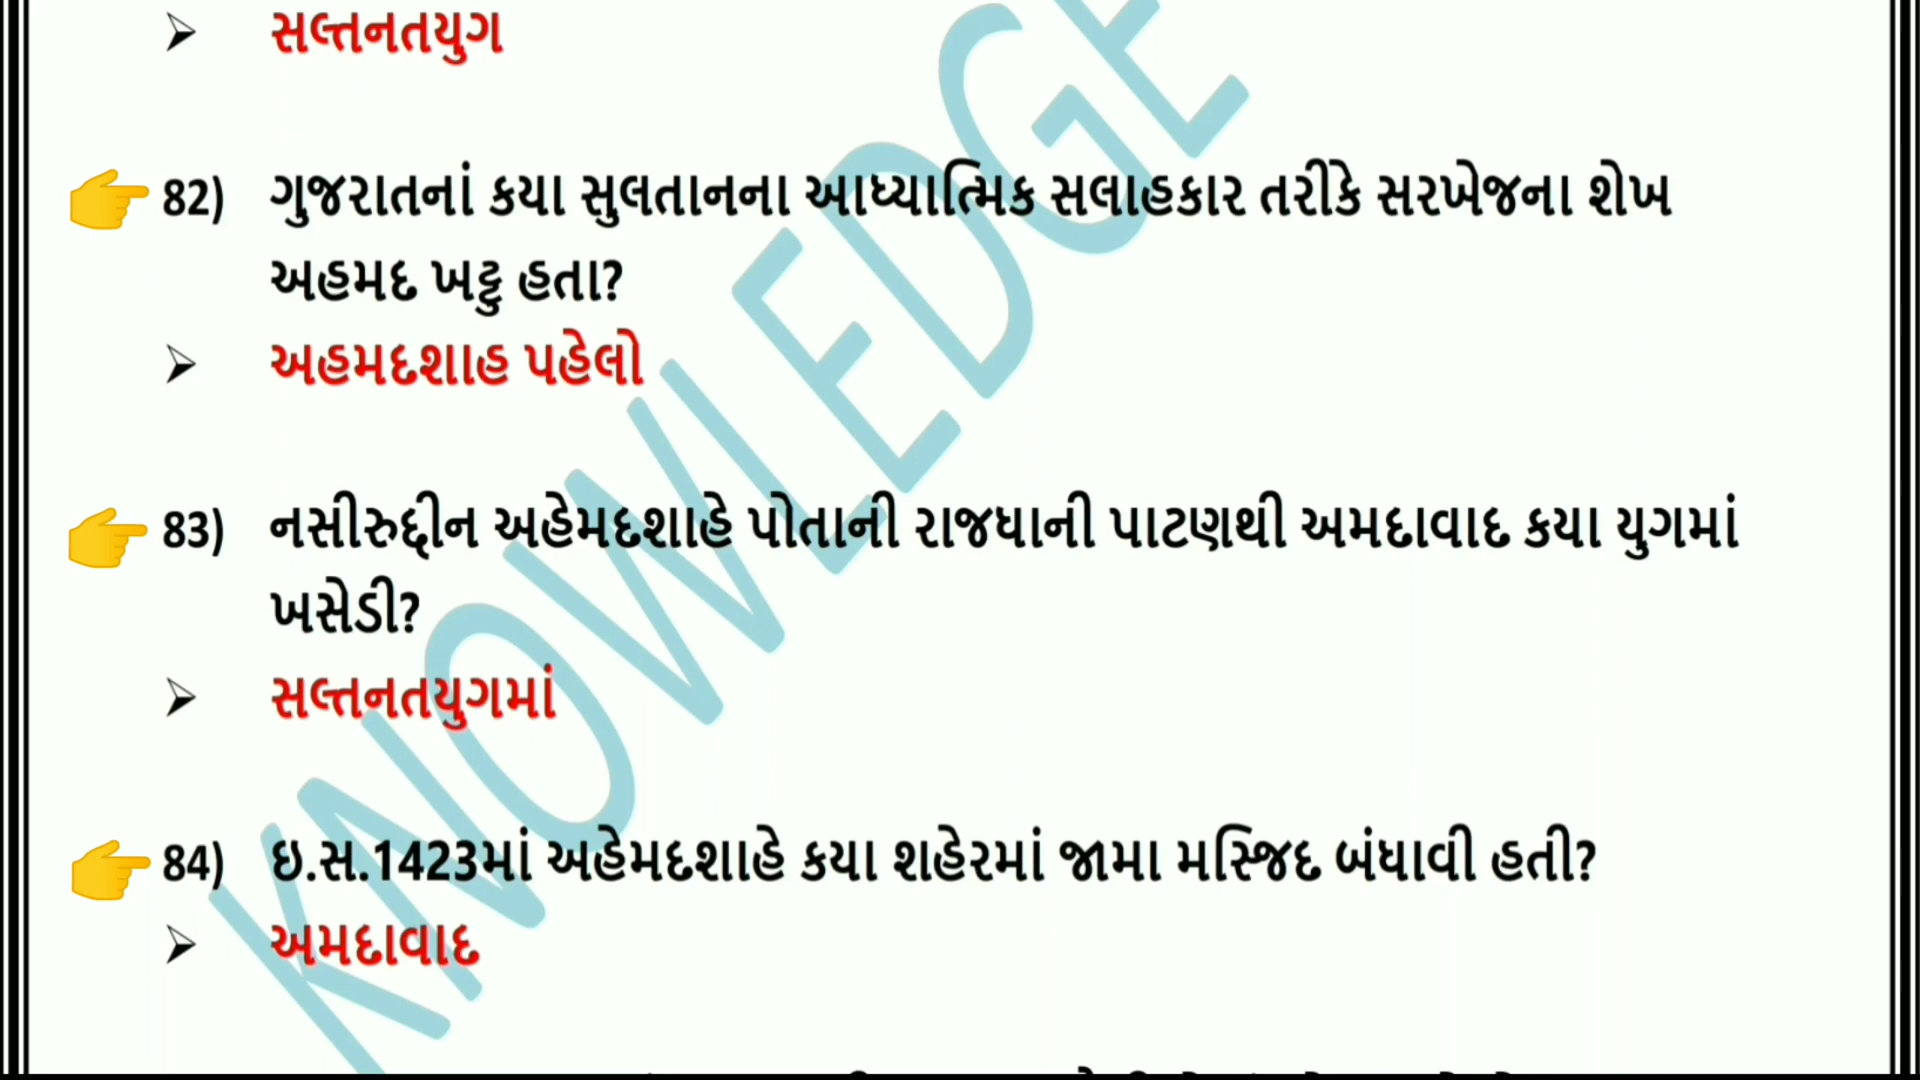 ➢ સલ્તનતયુગ
👉 82) ગુજરાતનાં કયા સુલતાનના આધ્યાત્મિક સલાહકાર તરીકે સરખેજના શેખ
અહમદ ખટ્ટુ હતા?
➢ અહમદશાહ પહેલો
👉 83) નસીરુદ્દીન અહેમદશાહે પોતાની રાજધાની પાટણથી અમદાવાદ કયા યુગમાં
ખસેડી?
➢ સલ્તનતયુગમાં
👉 84) ઇ.સ.1423માં અહેમદશાહે કયા શહેરમાં જામા મસ્જિદ બંધાવી હતી?
➢ અમદાવાદ
KNOWLEDGE